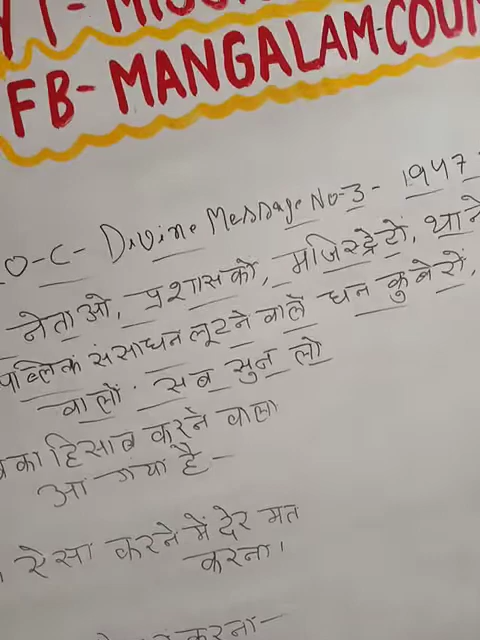 FB- MANGALAM-COUN
O-C- Divine Message No-3- 1947
नेताओं, प्रशासकों, मजिस्ट्रेटों, थाने
पब्लिक संसाधन लूटने वाले धन कुबेरों,
वालों. सब सुन लो
का हिसाब करने वाला
आ गया है-
ऐसा करने में देर मत
करना।
करना-